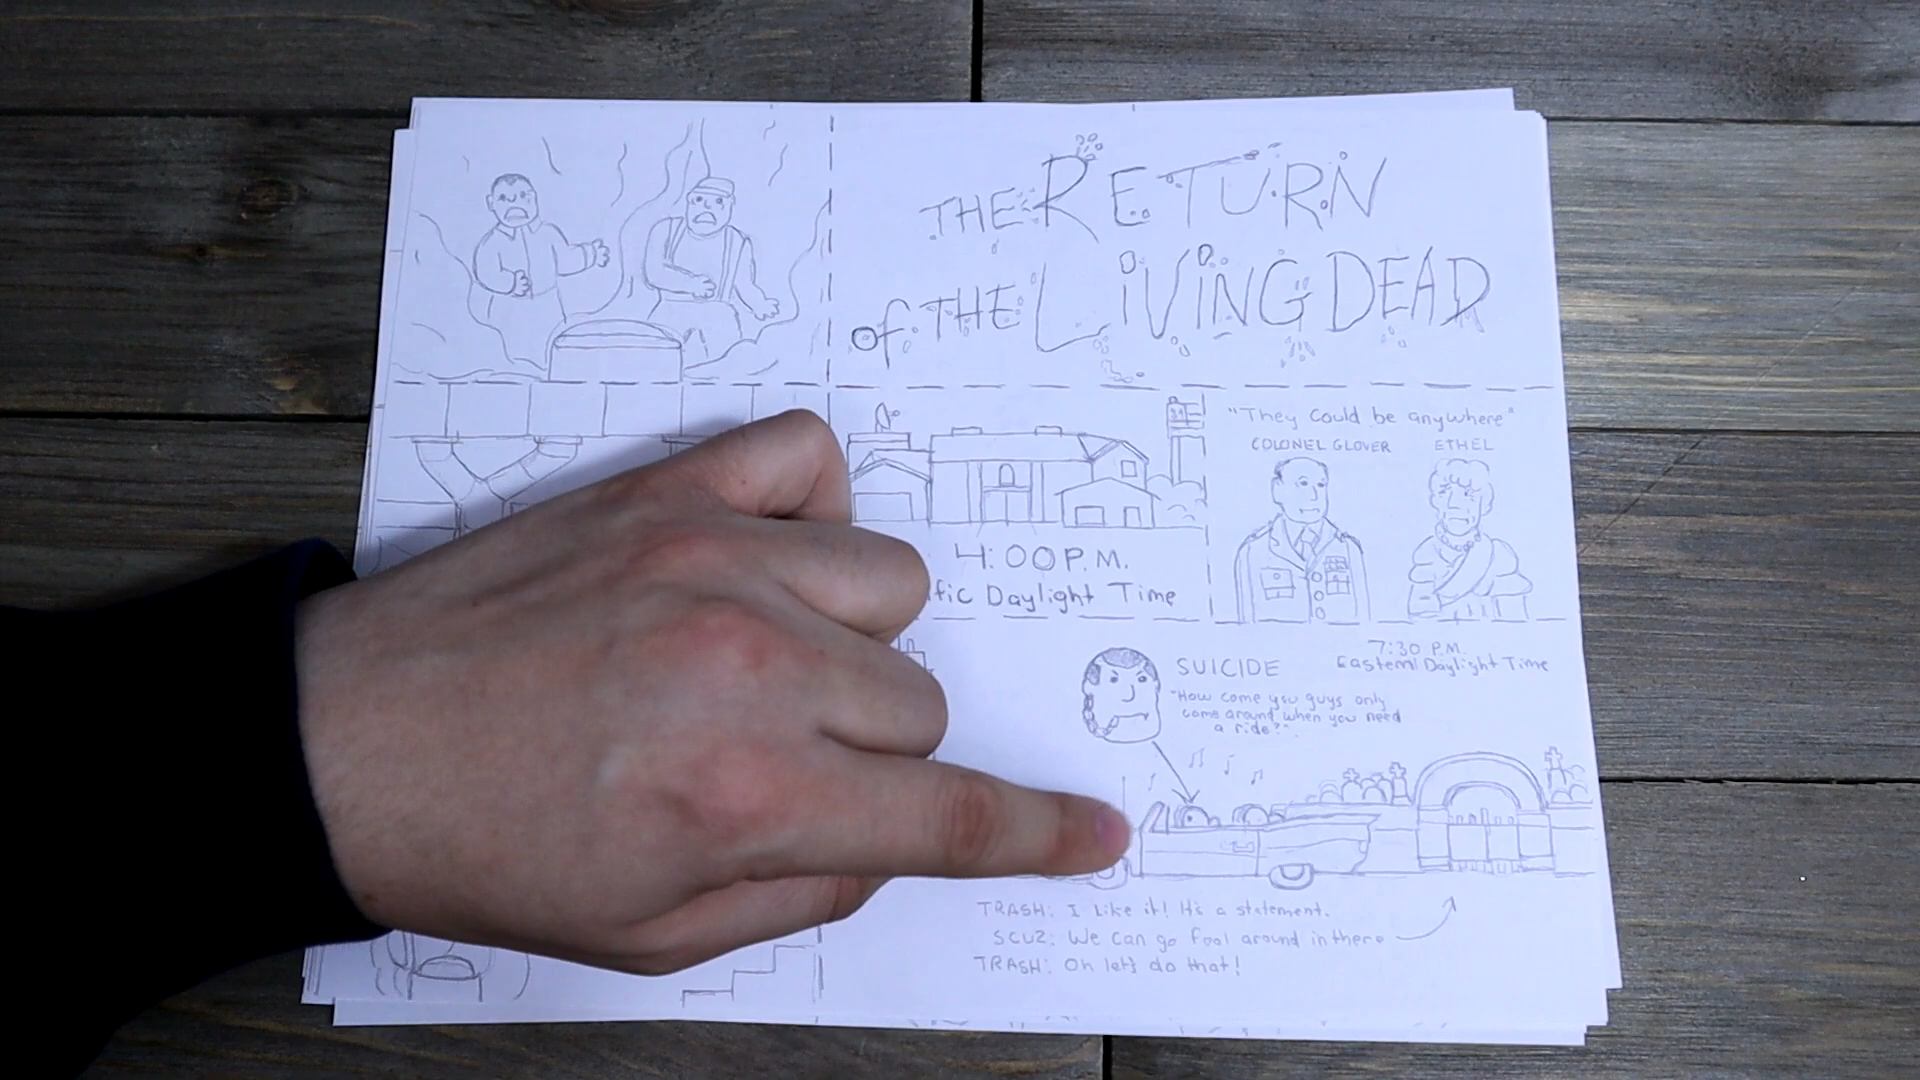 THE RETURN
of THE LiViNG DEAD
"They could be anywhere"
COLONEL GLOVER
ETHEL
4:00 P.M.
Daylight Time
7:30 P.M.
Eastern Daylight Time
SUICIDE
"How come you guys only
come around when you need
a ride?"
TRASH: I like it! It's a statement.
SCUZ: We can go fool around in there
TRASH: Oh let's do that!